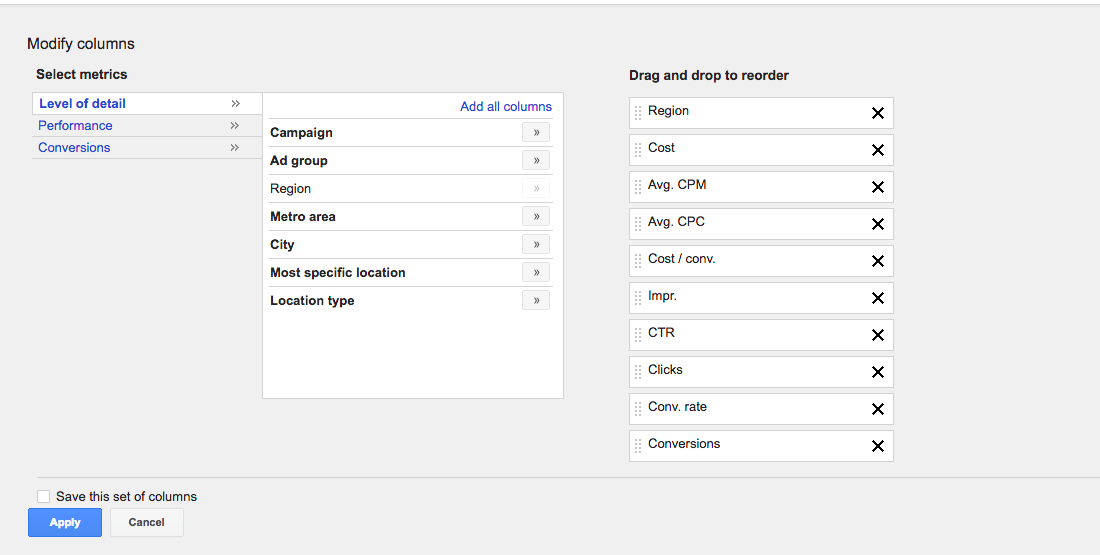 Modify columns
Select metrics
Level of detail »
Performance »
Conversions »
Add all columns
Campaign »
Ad group »
Region »
Metro area »
City »
Most specific location »
Location type »
Drag and drop to reorder
Region
Cost
Avg. CPM
Avg. CPC
Cost / conv.
Impr.
CTR
Clicks
Conv. rate
Conversions
Save this set of columns
Apply Cancel